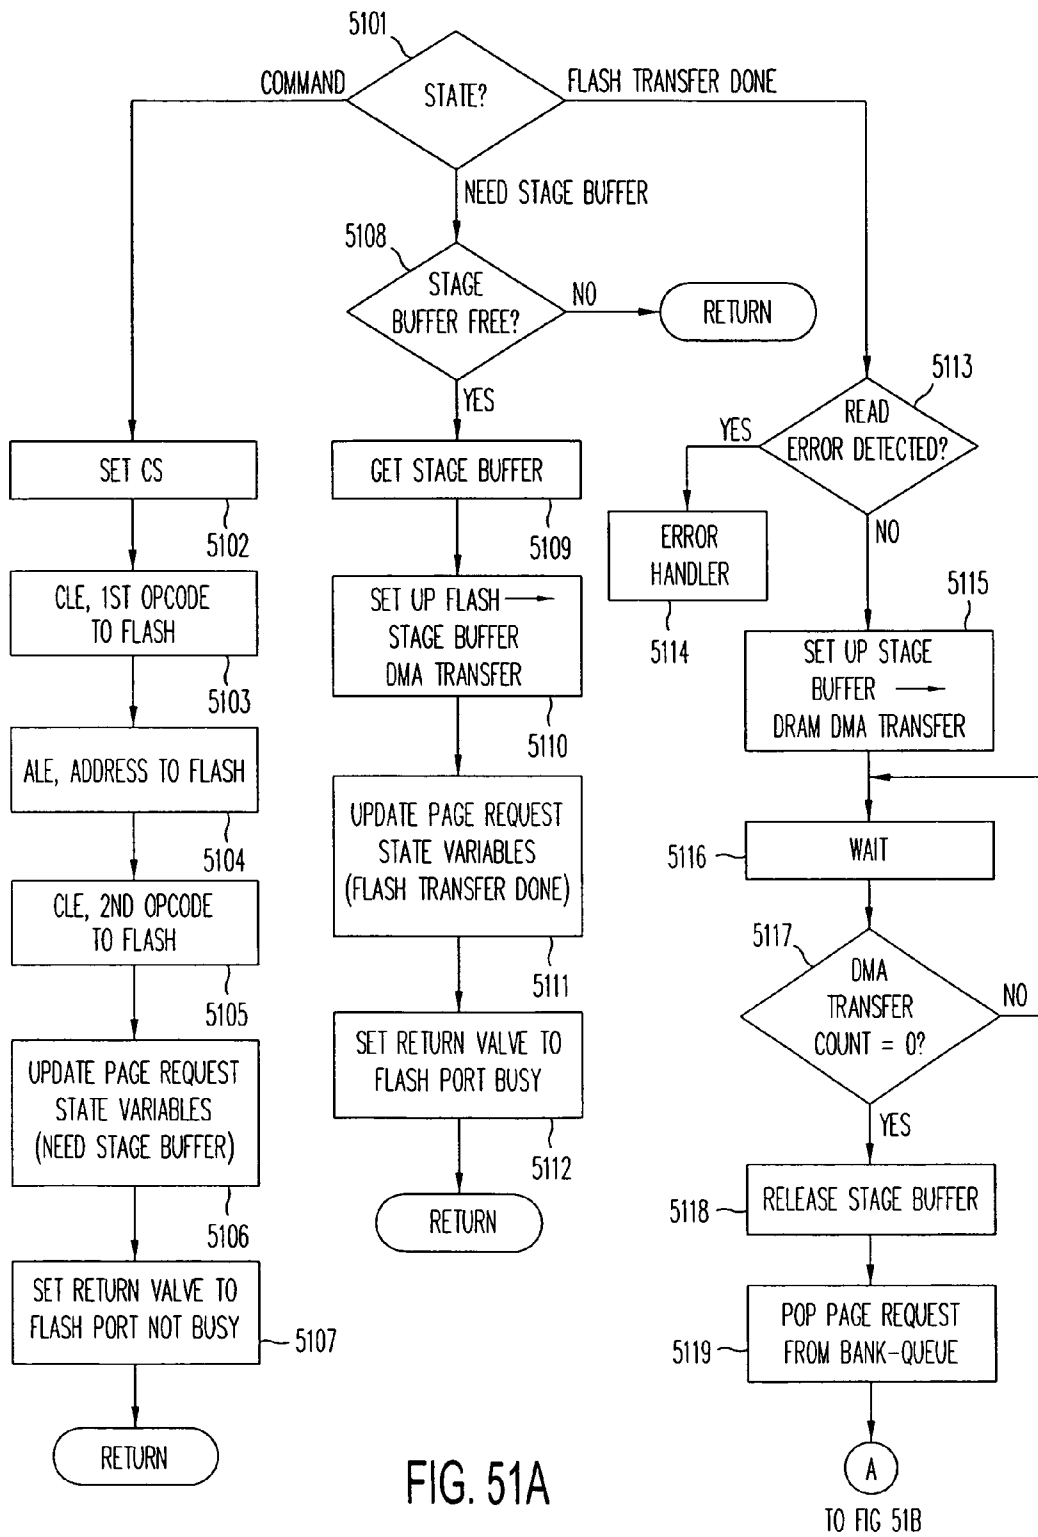 5101
COMMAND
STATE?
FLASH TRANSFER DONE
NEED STAGE BUFFER
5108
STAGE
BUFFER FREE?
NO
RETURN
YES
5113
READ
ERROR DETECTED?
YES
NO
SET CS
5102
CLE, 1ST OPCODE
TO FLASH
5103
ALE, ADDRESS TO FLASH
5104
CLE, 2ND OPCODE
TO FLASH
5105
UPDATE PAGE REQUEST
STATE VARIABLES
(NEED STAGE BUFFER)
5106
SET RETURN VALVE TO
FLASH PORT NOT BUSY
5107
RETURN
GET STAGE BUFFER
5109
SET UP FLASH →
STAGE BUFFER
DMA TRANSFER
5110
UPDATE PAGE REQUEST
STATE VARIABLES
(FLASH TRANSFER DONE)
5111
SET RETURN VALVE TO
FLASH PORT BUSY
5112
RETURN
ERROR
HANDLER
5114
5115
SET UP STAGE
BUFFER →
DRAM DMA TRANSFER
5116
WAIT
5117
DMA
TRANSFER
COUNT = 0?
NO
YES
5118
RELEASE STAGE BUFFER
5119
POP PAGE REQUEST
FROM BANK-QUEUE
A
TO FIG 51B
FIG. 51A